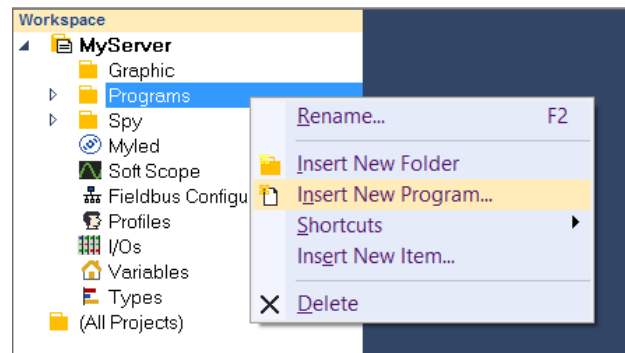 Workspace
MyServer
Graphic
Programs
Spy
Myled
Soft Scope
Fieldbus Configu
Profiles
I/Os
Variables
Types
(All Projects)
Rename... F2
Insert New Folder
Insert New Program...
Shortcuts
Insert New Item...
Delete